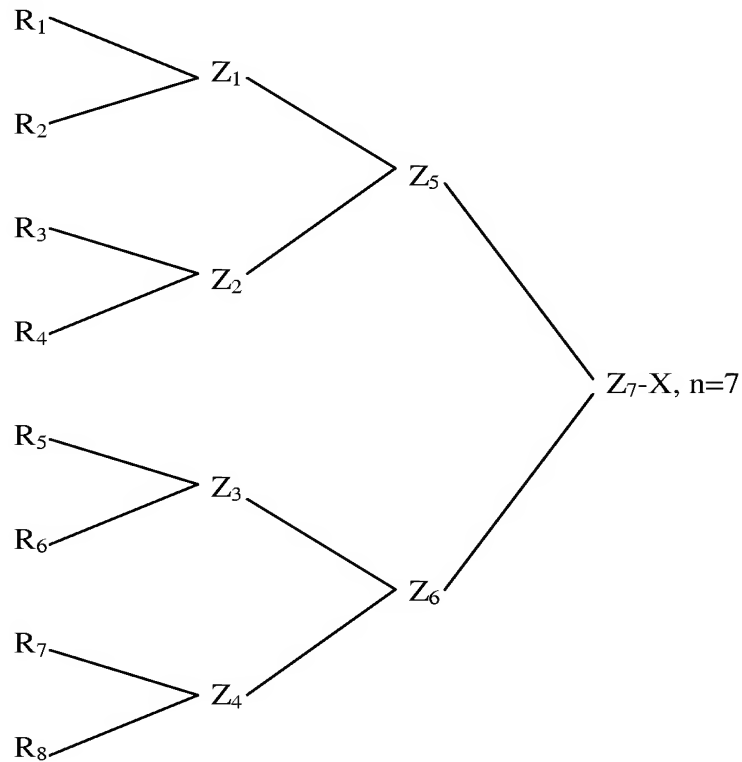 R₁
Z₁
R₂
Z₅
R₃
Z₂
R₄
Z₇-X, n=7
R₅
Z₃
R₆
Z₆
R₇
Z₄
R₈